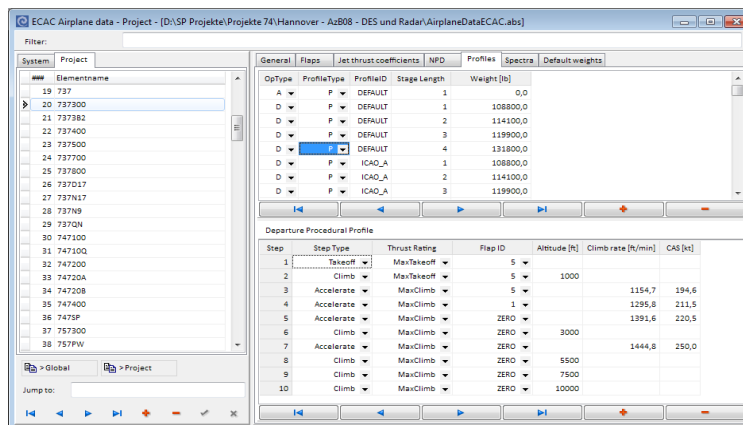 ECAC Airplane data - Project - [D:\SP Projekte\Projekte 74\Hannover - AzB08 - DES und Radar\AirplaneDataECAC.abs]
Filter:
System Project
### Elementname
19 737
20 737300
21 7373B2
22 737400
23 737500
24 737700
25 737800
26 737D17
27 737N17
28 737N9
29 737QN
30 747100
31 74710Q
32 747200
33 74720A
34 74720B
35 747400
36 747SP
37 757300
38 757PW
> Global > Project
Jump to:
General Flaps Jet thrust coefficients NPD Profiles Spectra Default weights
OpType ProfileType ProfileID Stage Length Weight [lb]
A P DEFAULT 1 0,0
D P DEFAULT 1 108800,0
D P DEFAULT 2 114100,0
D P DEFAULT 3 119900,0
D P DEFAULT 4 131800,0
D P ICAO_A 1 108800,0
D P ICAO_A 2 114100,0
D P ICAO_A 3 119900,0
Departure Procedural Profile
Step Step Type Thrust Rating Flap ID Altitude [ft] Climb rate [ft/min] CAS [kt]
1 Takeoff MaxTakeoff 5
2 Climb MaxTakeoff 5 1000
3 Accelerate MaxClimb 5 1154,7 194,6
4 Accelerate MaxClimb 1 1295,8 211,5
5 Accelerate MaxClimb ZERO 1391,6 220,5
6 Climb MaxClimb ZERO 3000
7 Accelerate MaxClimb ZERO 1444,8 250,0
8 Climb MaxClimb ZERO 5500
9 Climb MaxClimb ZERO 7500
10 Climb MaxClimb ZERO 10000